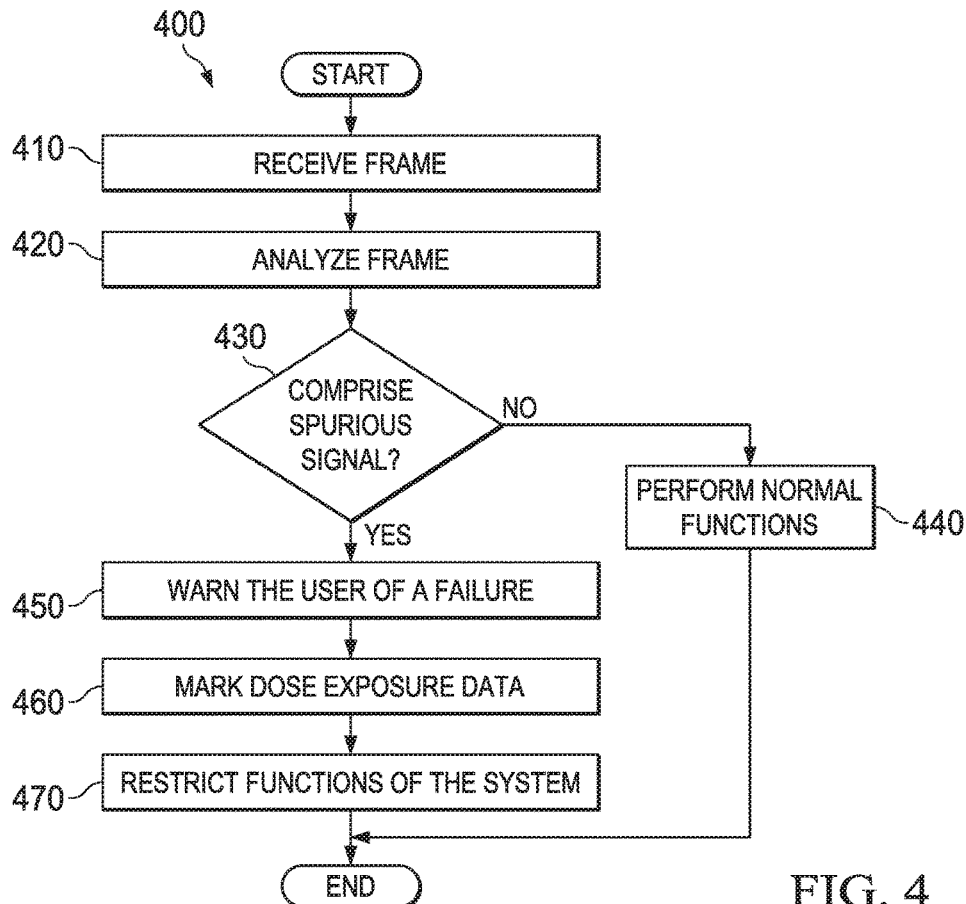 400
START
410
RECEIVE FRAME
420
ANALYZE FRAME
430
COMPRISE
SPURIOUS
SIGNAL?
NO
YES
PERFORM NORMAL
FUNCTIONS
440
450
WARN THE USER OF A FAILURE
460
MARK DOSE EXPOSURE DATA
470
RESTRICT FUNCTIONS OF THE SYSTEM
END
FIG. 4